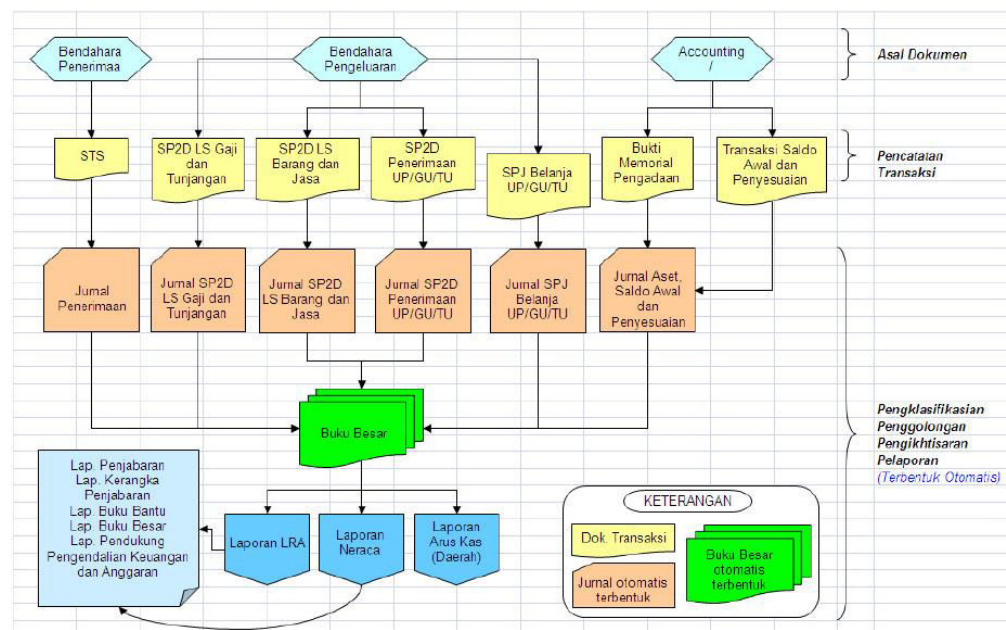 Bendahara
Penerimaa
Bendahara
Pengeluaran
Accounting
/
Asal Dokumen
STS
SP2D LS Gaji
dan
Tunjangan
SP2D LS
Barang dan
Jasa
SP2D
Penerimaan
UP/GU/TU
SPJ Belanja
UP/GU/TU
Bukti
Memorial
Pengadaan
Transaksi Saldo
Awal dan
Penyesuaian
Pencatatan
Transaksi
Jurnal
Penerimaan
Jurnal SP2D
LS Gaji dan
Tunjangan
Jurnal SP2D
LS Barang dan
Jasa
Jurnal SP2D
Penerimaan
UP/GU/TU
Jurnal SPJ
Belanja
UP/GU/TU
Jurnal Aset,
Saldo Awal
dan
Penyesuaian
Buku Besar
Pengklasifikasian
Penggolongan
Pengikhtisaran
Pelaporan
(Terbentuk Otomatis)
Lap. Penjabaran
Lap. Kerangka
Penjabaran
Lap. Buku Bantu
Lap. Buku Besar
Lap. Pendukung
Pengendalian Keuangan
dan Anggaran
Laporan LRA
Laporan
Neraca
Laporan
Arus Kas
(Daerah)
KETERANGAN
Dok. Transaksi
Jurnal otomatis
terbentuk
Buku Besar
otomatis
terbentuk